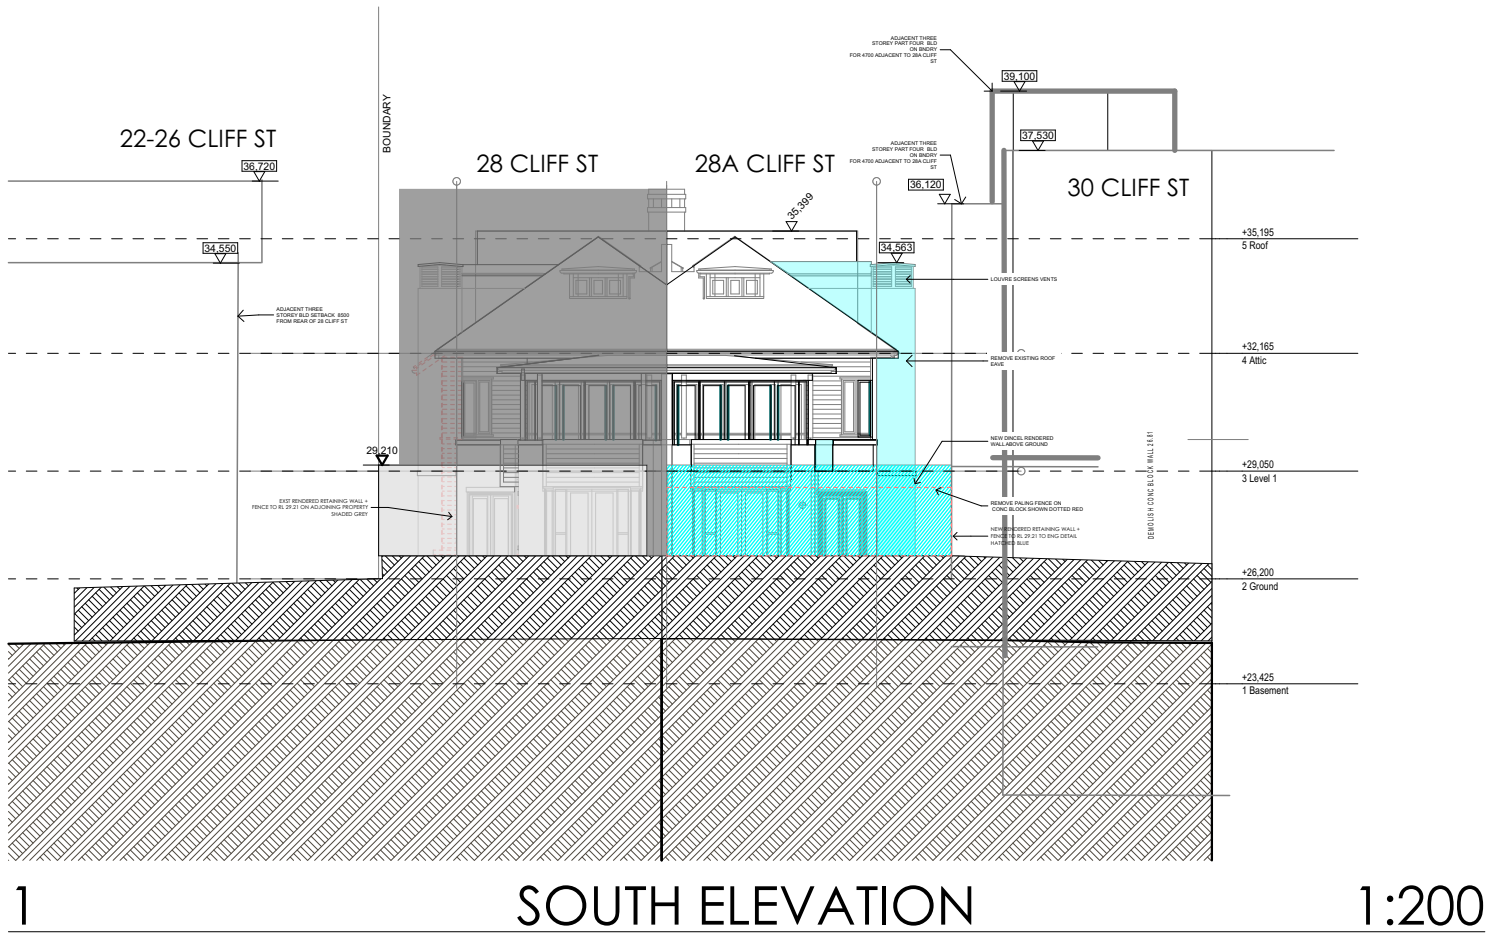 ADJACENT THREE
STOREY PART FOUR BLD
ON BNDRY
FOR 4700 ADJACENT TO 28A CLIFF
ST
39,100
BOUNDARY
22-26 CLIFF ST
36,720
28 CLIFF ST
28A CLIFF ST
ADJACENT THREE
STOREY PART FOUR BLD
ON BNDRY
FOR 4700 ADJACENT TO 28A CLIFF
ST
37,530
36,120
30 CLIFF ST
35,399
34,550
34,563
+35,195
5 Roof
LOUVRE SCREENS VENTS
ADJACENT THREE
STOREY BLD SETBACK 8500
FROM REAR OF 28 CLIFF ST
+32,165
4 Attic
REMOVE EXISTING ROOF
EAVE
29,210
NEW DINCEL RENDERED
WALL ABOVE GROUND
DEMOLISH CONC BLOCK WALL 26.81
+29,050
3 Level 1
EXIST RENDERED RETAINING WALL +
FENCE TO RL 29.21 ON ADJOINING PROPERTY
SHADED GREY
REMOVE PALING FENCE ON
CONC BLOCK SHOWN DOTTED RED
NEW RENDERED RETAINING WALL +
FENCE TO RL 29.21 TO ENG DETAIL
HATCHED BLUE
+26,200
2 Ground
+23,425
1 Basement
1
SOUTH ELEVATION
1:200